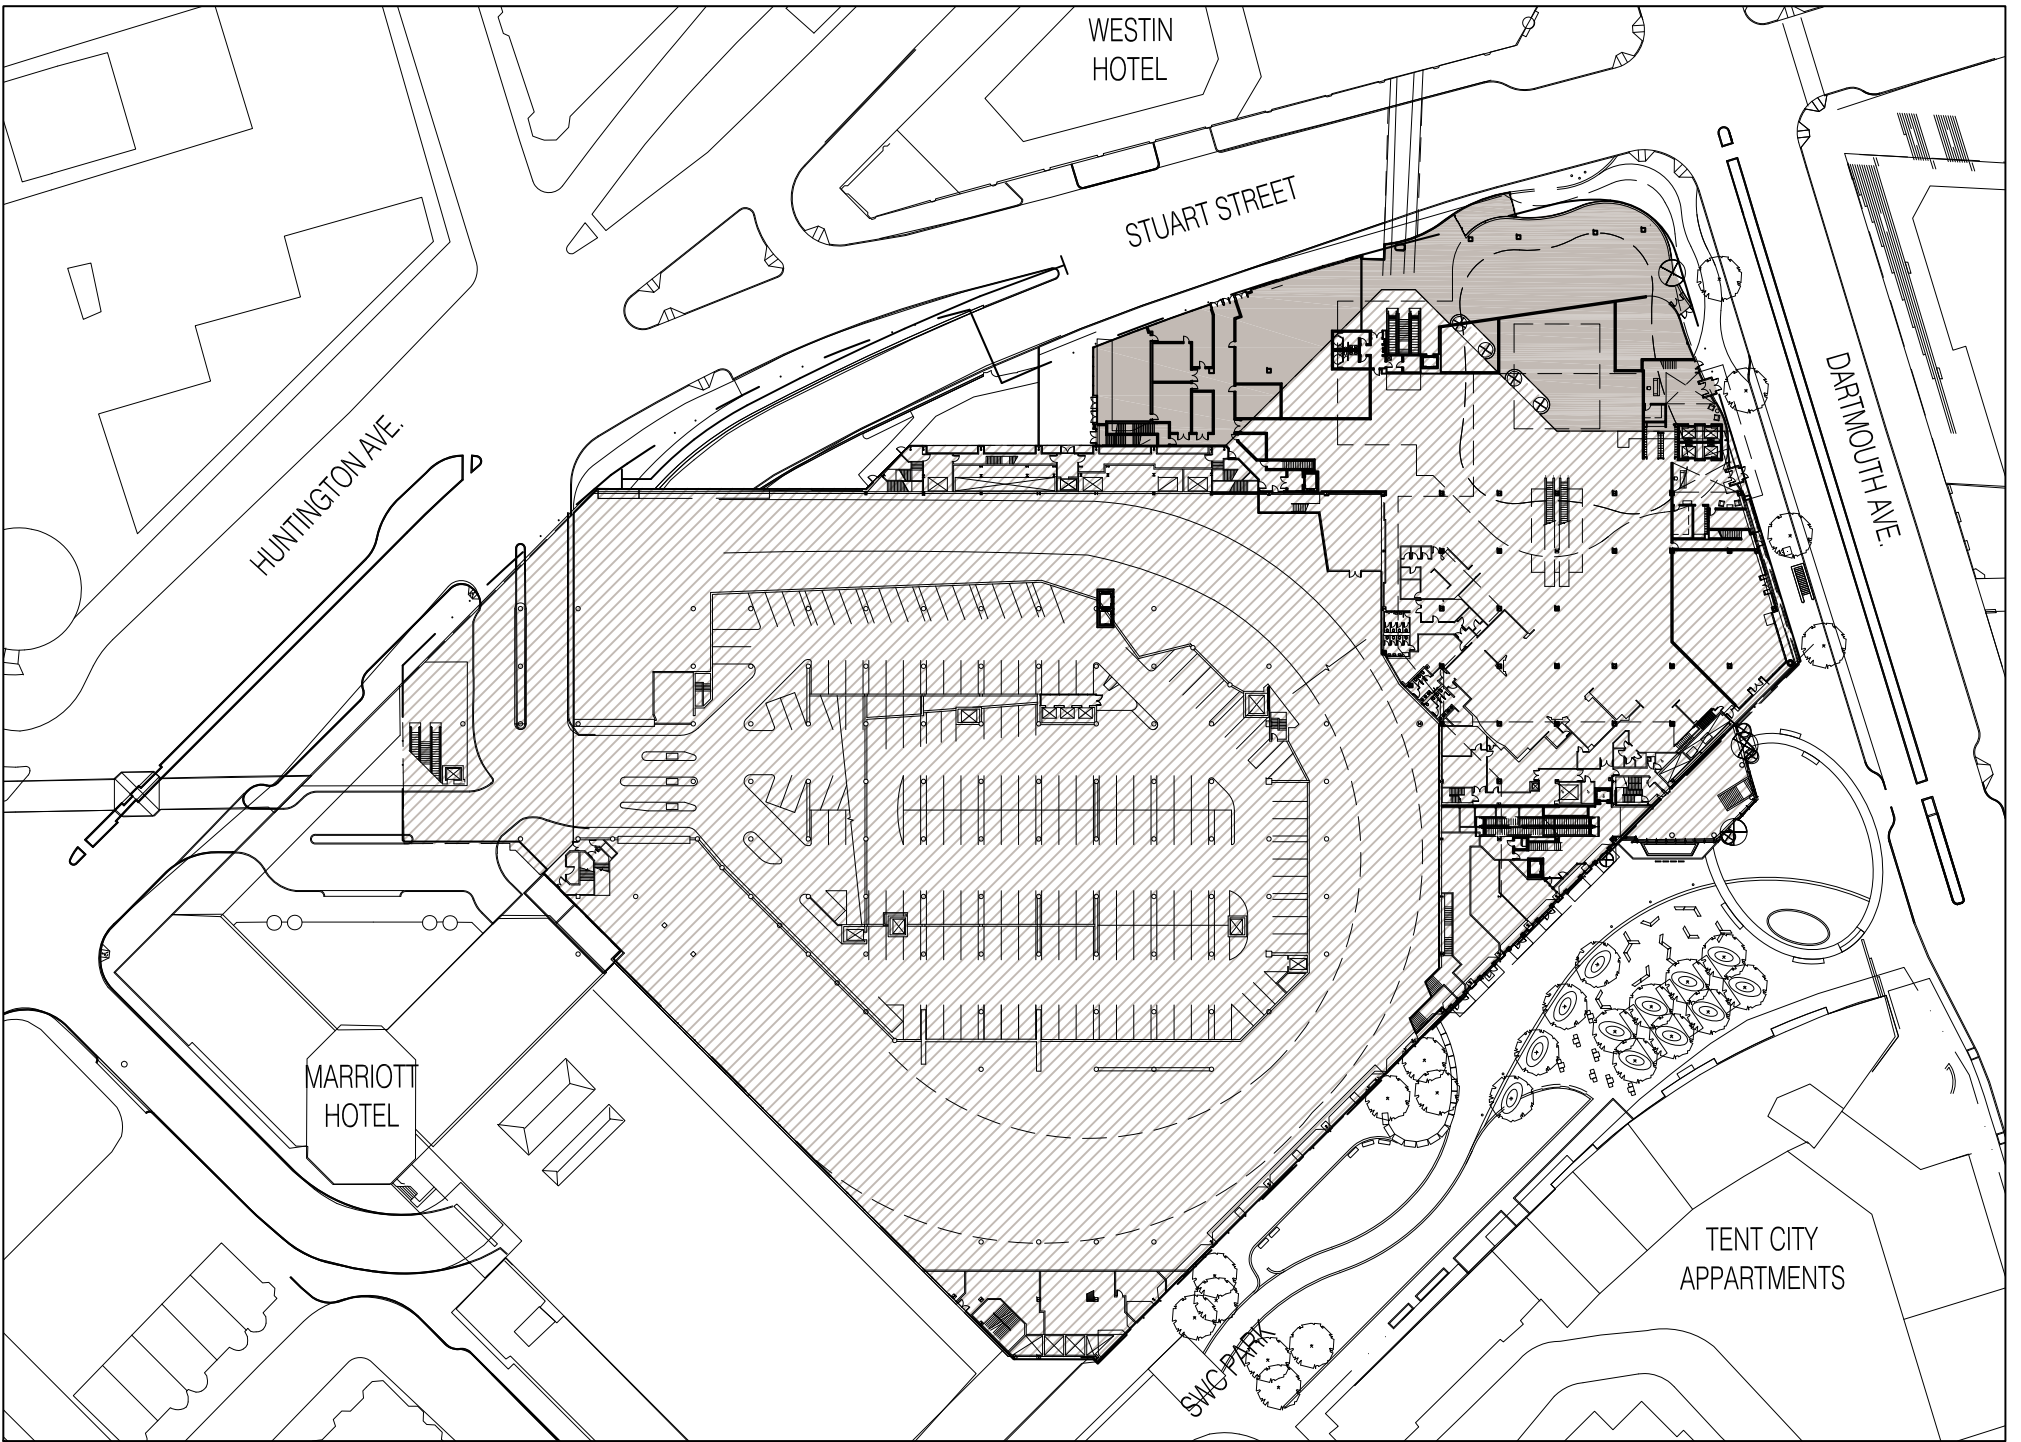 WESTIN
HOTEL
STUART STREET
HUNTINGTON AVE.
DARTMOUTH AVE.
MARRIOTT
HOTEL
TENT CITY
APPARTMENTS
SWC PARK